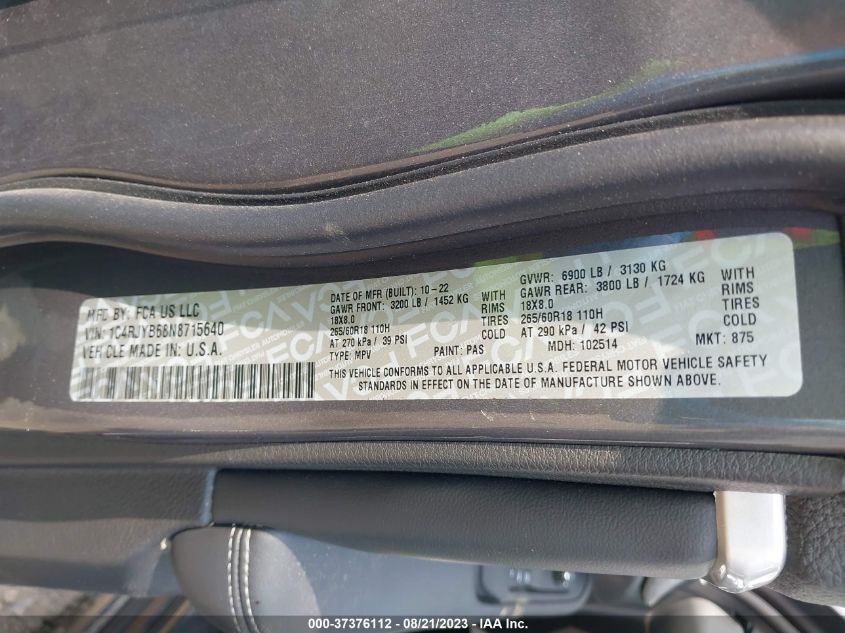 MFD BY: FCA US LLC
VIN: 1C4RJYB58N8715640
VEHICLE MADE IN: U.S.A.
DATE OF MFR (BUILT): 10-22
GAWR FRONT: 3200 LB / 1452 KG WITH
18X8.0 RIMS
265/60R18 110H TIRES
AT 270 kPa / 39 PSI COLD
TYPE: MPV PAINT: PAS
GVWR: 6900 LB / 3130 KG
GAWR REAR: 3800 LB / 1724 KG WITH
18X8.0 RIMS
265/60R18 110H TIRES
AT 290 kPa / 42 PSI COLD
MDH: 102514 MKT: 875
THIS VEHICLE CONFORMS TO ALL APPLICABLE U.S.A. FEDERAL MOTOR VEHICLE SAFETY
STANDARDS IN EFFECT ON THE DATE OF MANUFACTURE SHOWN ABOVE.
000-37376112 - 08/21/2023 - IAA Inc.